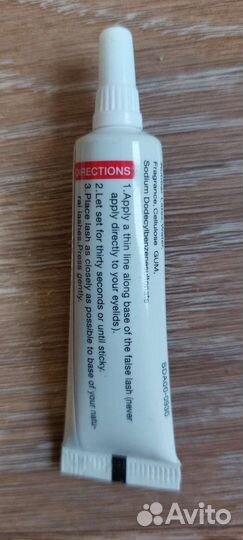 Fragrance, Cellulose GUM,
Sodium Dodecylbenzenesulfonate
DIRECTIONS
1. Apply a thin line along base of the false lash (never
apply directly to your eyelids).
2. Let set for thirty seconds or until sticky.
3. Place lash as closely as possible to base of your natu-
ral lashes, press gently.
Avito